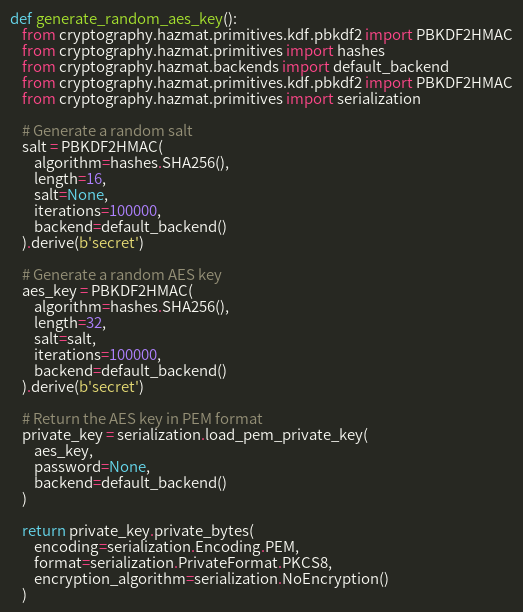 def generate_random_aes_key():
    from cryptography.hazmat.primitives.kdf.pbkdf2 import PBKDF2HMAC
    from cryptography.hazmat.primitives import hashes
    from cryptography.hazmat.backends import default_backend
    from cryptography.hazmat.primitives.kdf.pbkdf2 import PBKDF2HMAC
    from cryptography.hazmat.primitives import serialization

    # Generate a random salt
    salt = PBKDF2HMAC(
        algorithm=hashes.SHA256(),
        length=16,
        salt=None,
        iterations=100000,
        backend=default_backend()
    ).derive(b'secret')

    # Generate a random AES key
    aes_key = PBKDF2HMAC(
        algorithm=hashes.SHA256(),
        length=32,
        salt=salt,
        iterations=100000,
        backend=default_backend()
    ).derive(b'secret')

    # Return the AES key in PEM format
    private_key = serialization.load_pem_private_key(
        aes_key,
        password=None,
        backend=default_backend()
    )

    return private_key.private_bytes(
        encoding=serialization.Encoding.PEM,
        format=serialization.PrivateFormat.PKCS8,
        encryption_algorithm=serialization.NoEncryption()
    )